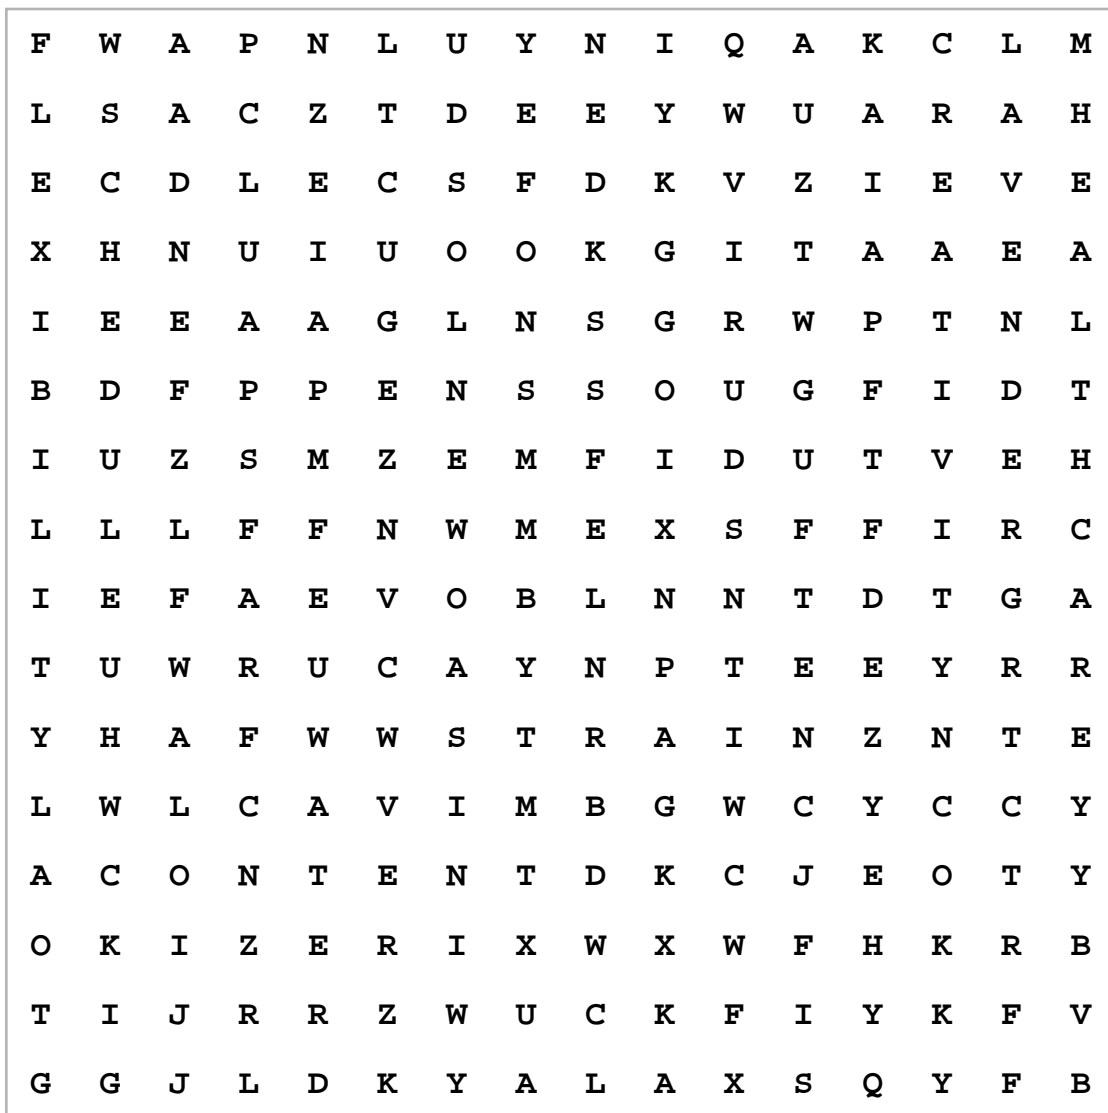 F W A P N L U Y N I Q A K C L M
L S A C Z T D E E Y W U A R A H
E C D L E C S F D K V Z I E V E
X H N U I U O O K G I T A A E A
I E E A A G L N S G R W P T N L
B D F P P E N S S O U G F I D T
I U Z S M Z E M F I D U T V E H
L L L F F N W M E X S F F I R C
I E F A E V O B L N N T D T G A
T U W R U C A Y N P T E E Y R R
Y H A F W W S T R A I N Z N T E
L W L C A V I M B G W C Y C C Y
A C O N T E N T D K C J E O T Y
O K I Z E R I X W X W F H K R B
T I J R R Z W U C K F I Y K F V
G G J L D K Y A L A X S Q Y F B